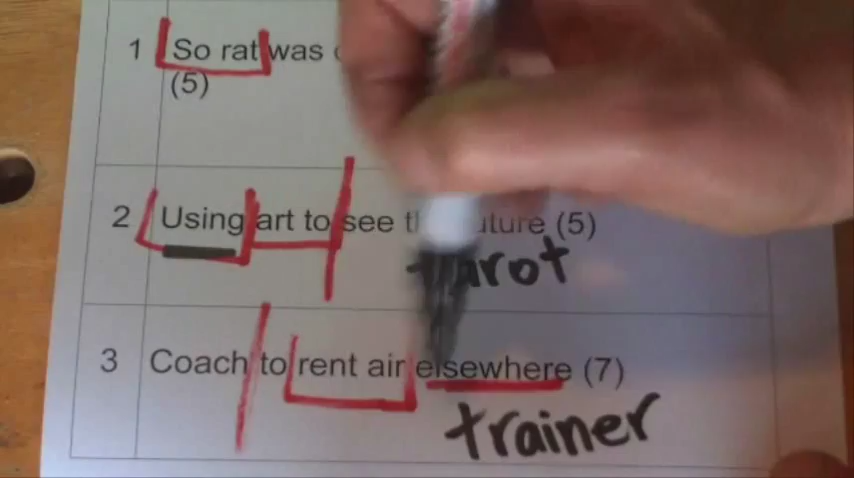 1 So rat was
(5)
2 Using art to see uture (5)
arot
3 Coach to rent air elsewhere (7)
trainer